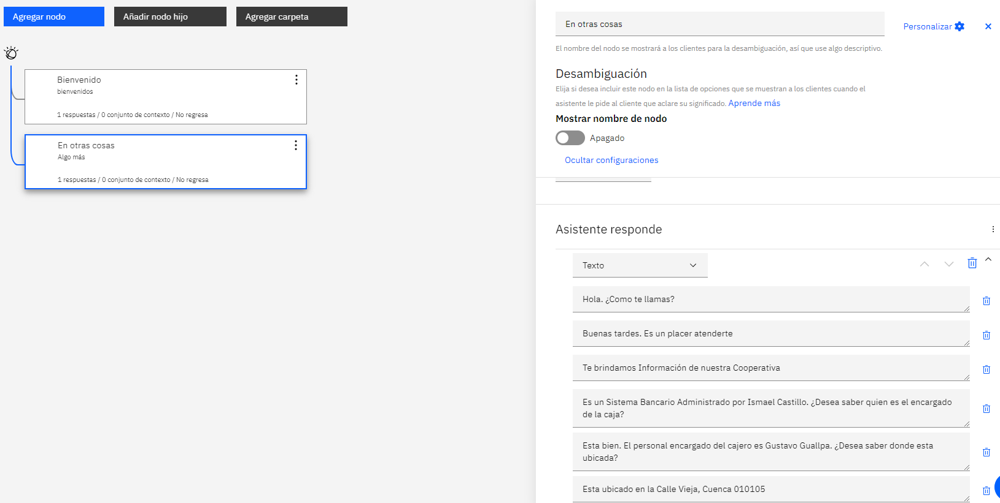 Agregar nodo
Añadir nodo hijo
Agregar carpeta
Bienvenido
bienvenidos
1 respuestas / 0 conjunto de contexto / No regresa
En otras cosas
Algo más
1 respuestas / 0 conjunto de contexto / No regresa
En otras cosas
Personalizar
El nombre del nodo se mostrará a los clientes para la desambiguación, así que use algo descriptivo.
Desambiguación
Elija si desea incluir este nodo en la lista de opciones que se muestran a los clientes cuando el
asistente le pide al cliente que aclare su significado. Aprende más
Mostrar nombre de nodo
Apagado
Ocultar configuraciones
Asistente responde
Texto
Hola. ¿Como te llamas?
Buenas tardes. Es un placer atenderte
Te brindamos Información de nuestra Cooperativa
Es un Sistema Bancario Administrado por Ismael Castillo. ¿Desea saber quien es el encargado
de la caja?
Esta bien. El personal encargado del cajero es Gustavo Guallpa. ¿Desea saber donde esta
ubicada?
Esta ubicado en la Calle Vieja, Cuenca 010105